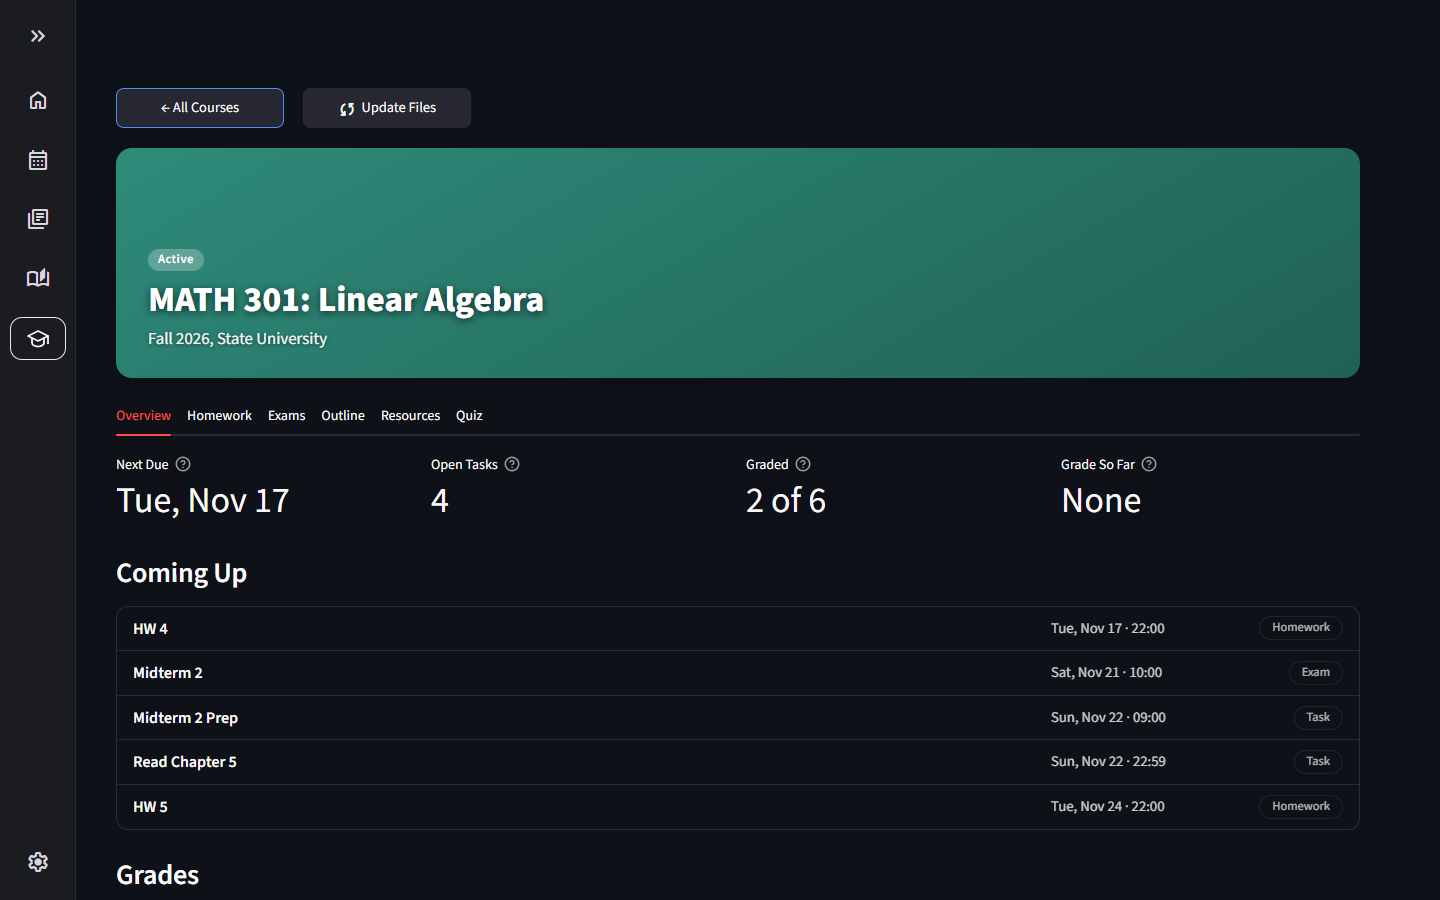 ← All Courses
Update Files
Active
MATH 301: Linear Algebra
Fall 2026, State University
Overview Homework Exams Outline Resources Quiz
Next Due Open Tasks Graded Grade So Far
Tue, Nov 17 4 2 of 6 None
Coming Up
HW 4 Tue, Nov 17 · 22:00 Homework
Midterm 2 Sat, Nov 21 · 10:00 Exam
Midterm 2 Prep Sun, Nov 22 · 09:00 Task
Read Chapter 5 Sun, Nov 22 · 22:59 Task
HW 5 Tue, Nov 24 · 22:00 Homework
Grades